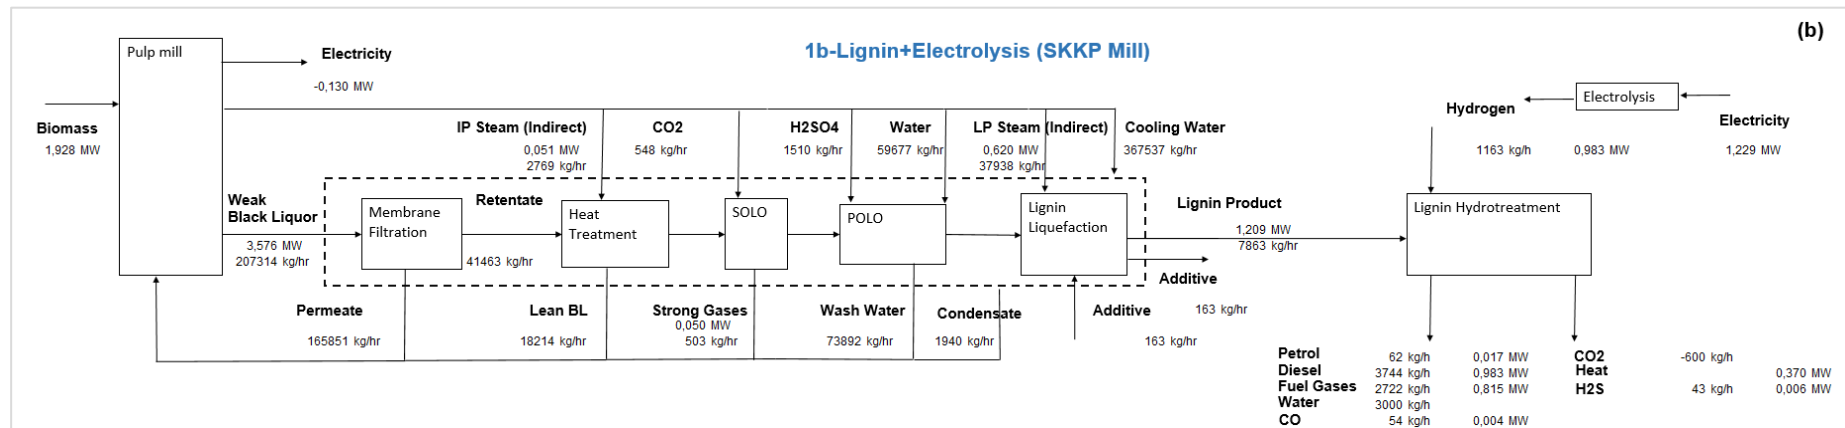 (b)
1b-Lignin+Electrolysis (SKKP Mill)
Pulp mill
Electricity
-0,130 MW
Biomass
1,928 MW
IP Steam (Indirect)
0,051 MW
2769 kg/hr
CO2
548 kg/hr
H2SO4
1510 kg/hr
Water
59677 kg/hr
LP Steam (Indirect)
0,620 MW
37938 kg/hr
Cooling Water
367537 kg/hr
Hydrogen
1163 kg/h
0,983 MW
Electrolysis
Electricity
1,229 MW
Weak
Black Liquor
3,576 MW
207314 kg/hr
Membrane
Filtration
Retentate
41463 kg/hr
Heat
Treatment
SOLO
POLO
Lignin
Liquefaction
Lignin Product
1,209 MW
7863 kg/hr
Lignin Hydrotreatment
Additive
163 kg/hr
Permeate
165851 kg/hr
Lean BL
18214 kg/hr
Strong Gases
0,050 MW
503 kg/hr
Wash Water
73892 kg/hr
Condensate
1940 kg/hr
Additive
163 kg/hr
Petrol 62 kg/h 0,017 MW
Diesel 3744 kg/h 0,983 MW
Fuel Gases 2722 kg/h 0,815 MW
Water 3000 kg/h
CO 54 kg/h 0,004 MW
CO2 -600 kg/h
Heat 0,370 MW
H2S 43 kg/h 0,006 MW